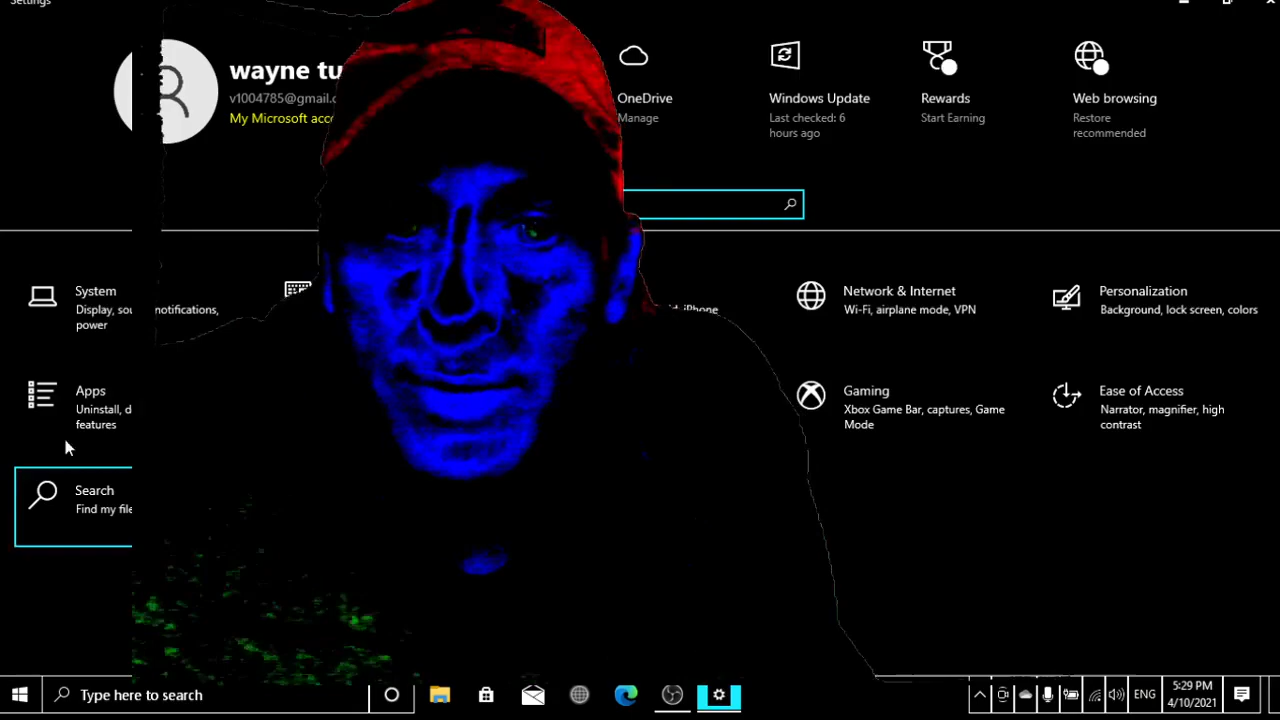 Settings
wayne tu
v1004785@gmail.c
My Microsoft acc
OneDrive
Manage
Windows Update
Last checked: 6
hours ago
Rewards
Start Earning
Web browsing
Restore
recommended
System
Display, sou
notifications,
power
iPhone
Network & Internet
Wi-Fi, airplane mode, VPN
Personalization
Background, lock screen, colors
Apps
Uninstall, d
features
Gaming
Xbox Game Bar, captures, Game
Mode
Ease of Access
Narrator, magnifier, high
contrast
Search
Find my file
Type here to search
ENG
5:29 PM
4/10/2021